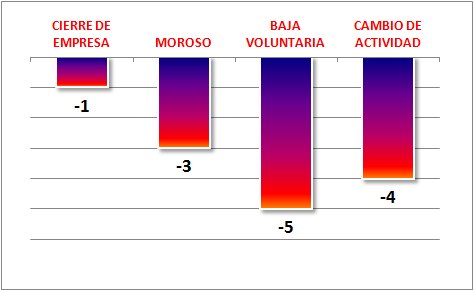 CIERRE DE
EMPRESA
MOROSO
BAJA
VOLUNTARIA
CAMBIO DE
ACTIVIDAD
-1
-3
-5
-4